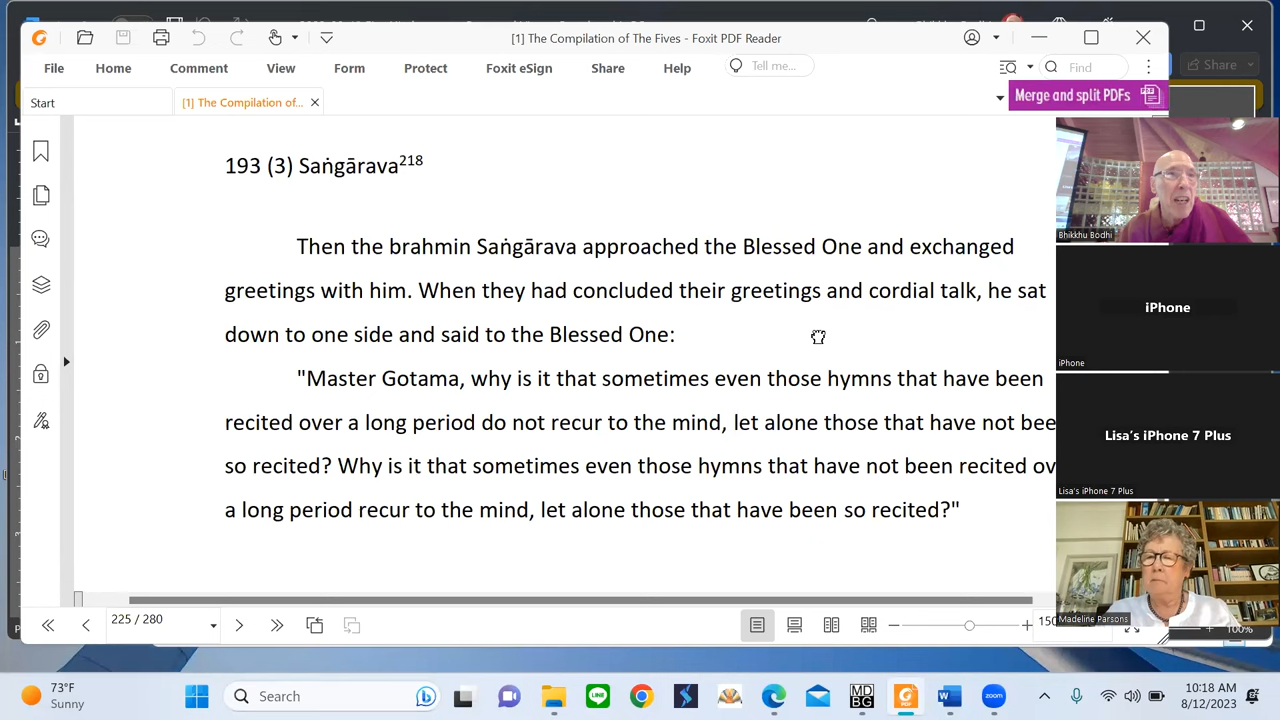 [1] The Compilation of The Fives - Foxit PDF Reader
Share
File Home Comment View Form Protect Foxit eSign Share Help Tell me... Find
Start [1] The Compilation of... Merge and split PDFs
193 (3) Saṅgārava218
Then the brahmin Saṅgārava approached the Blessed One and exchanged
greetings with him. When they had concluded their greetings and cordial talk, he sat
down to one side and said to the Blessed One:
"Master Gotama, why is it that sometimes even those hymns that have been
recited over a long period do not recur to the mind, let alone those that have not bee
so recited? Why is it that sometimes even those hymns that have not been recited ov
a long period recur to the mind, let alone those that have been so recited?"
Bhikkhu Bodhi
iPhone
iPhone
Lisa's iPhone 7 Plus
Lisa's iPhone 7 Plus
Madeline Parsons
225 / 280
150
100%
73°F
Sunny
Search
LINE
MD
BG
PDF
zoom
10:18 AM
8/12/2023